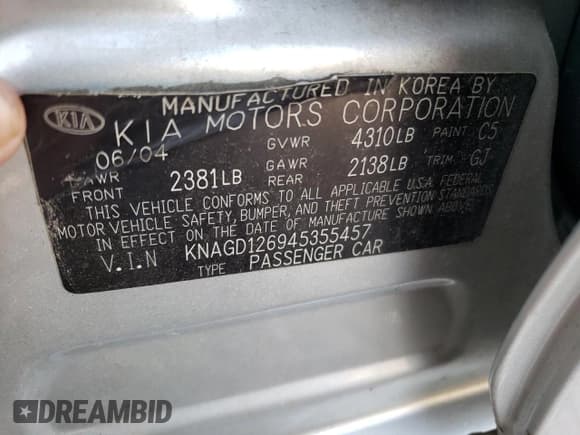 MANUFACTURED IN KOREA BY
KIA KIA MOTORS CORPORATION
06/04 GVWR 4310LB PAINT C5
GAWR FRONT 2381LB GAWR REAR 2138LB TRIM GJ
THIS VEHICLE CONFORMS TO ALL APPLICABLE U.S.A. FEDERAL
MOTOR VEHICLE SAFETY, BUMPER, AND THEFT PREVENTION STANDARDS
IN EFFECT ON THE DATE OF MANUFACTURE SHOWN ABOVE.
V.I.N KNAGD126945355457
TYPE PASSENGER CAR
DREAMBID